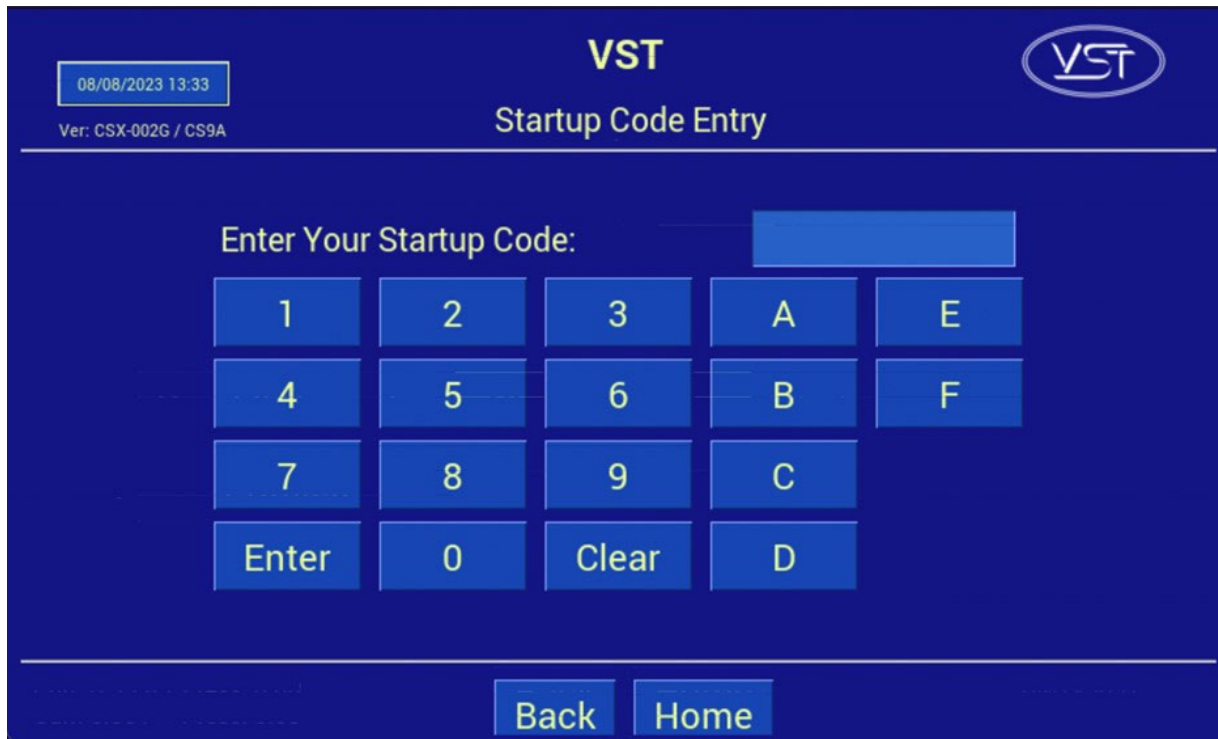 VST
VST
08/08/2023 13:33
Startup Code Entry
Ver: CSX-002G / CS9A
Enter Your Startup Code:
1 2 3 A E
4 5 6 B F
7 8 9 C
Enter 0 Clear D
Back Home